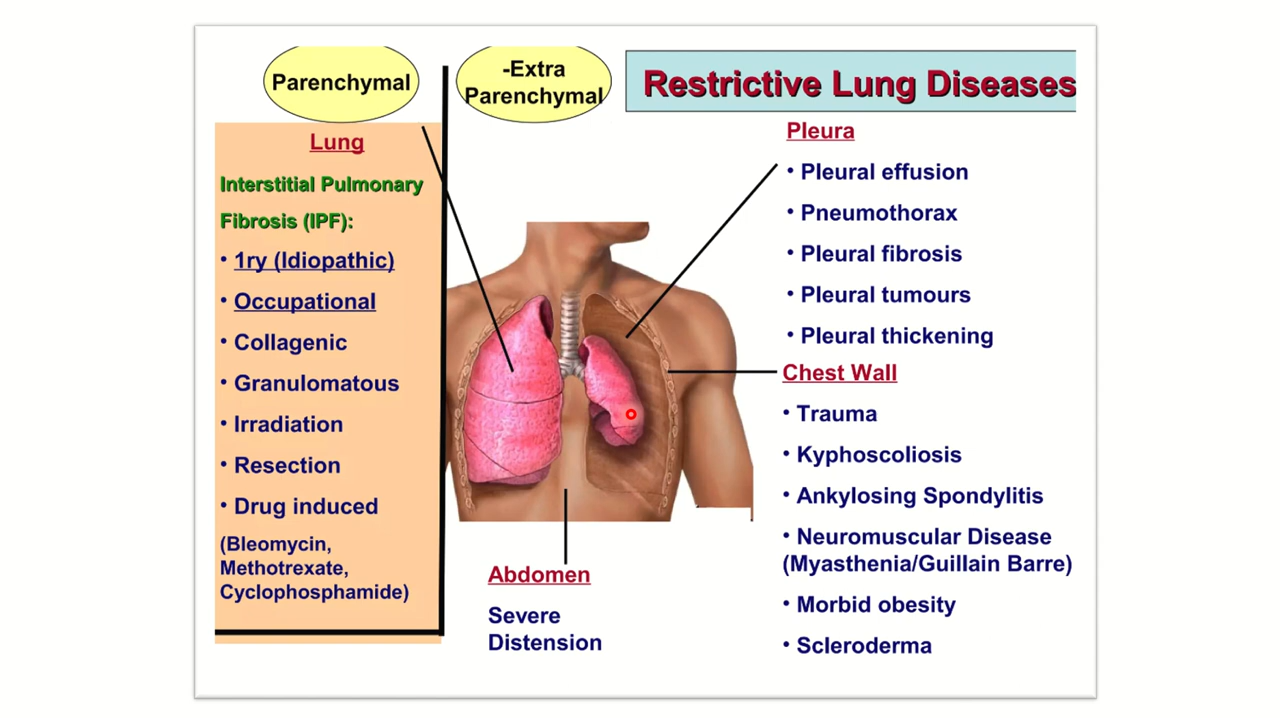 Parenchymal
-Extra
Parenchymal
Restrictive Lung Diseases
Lung
Interstitial Pulmonary
Fibrosis (IPF):
• 1ry (Idiopathic)
• Occupational
• Collagenic
• Granulomatous
• Irradiation
• Resection
• Drug induced
(Bleomycin,
Methotrexate,
Cyclophosphamide)
Abdomen
Severe
Distension
Pleura
• Pleural effusion
• Pneumothorax
• Pleural fibrosis
• Pleural tumours
• Pleural thickening
Chest Wall
• Trauma
• Kyphoscoliosis
• Ankylosing Spondylitis
• Neuromuscular Disease
(Myasthenia/Guillain Barre)
• Morbid obesity
• Scleroderma